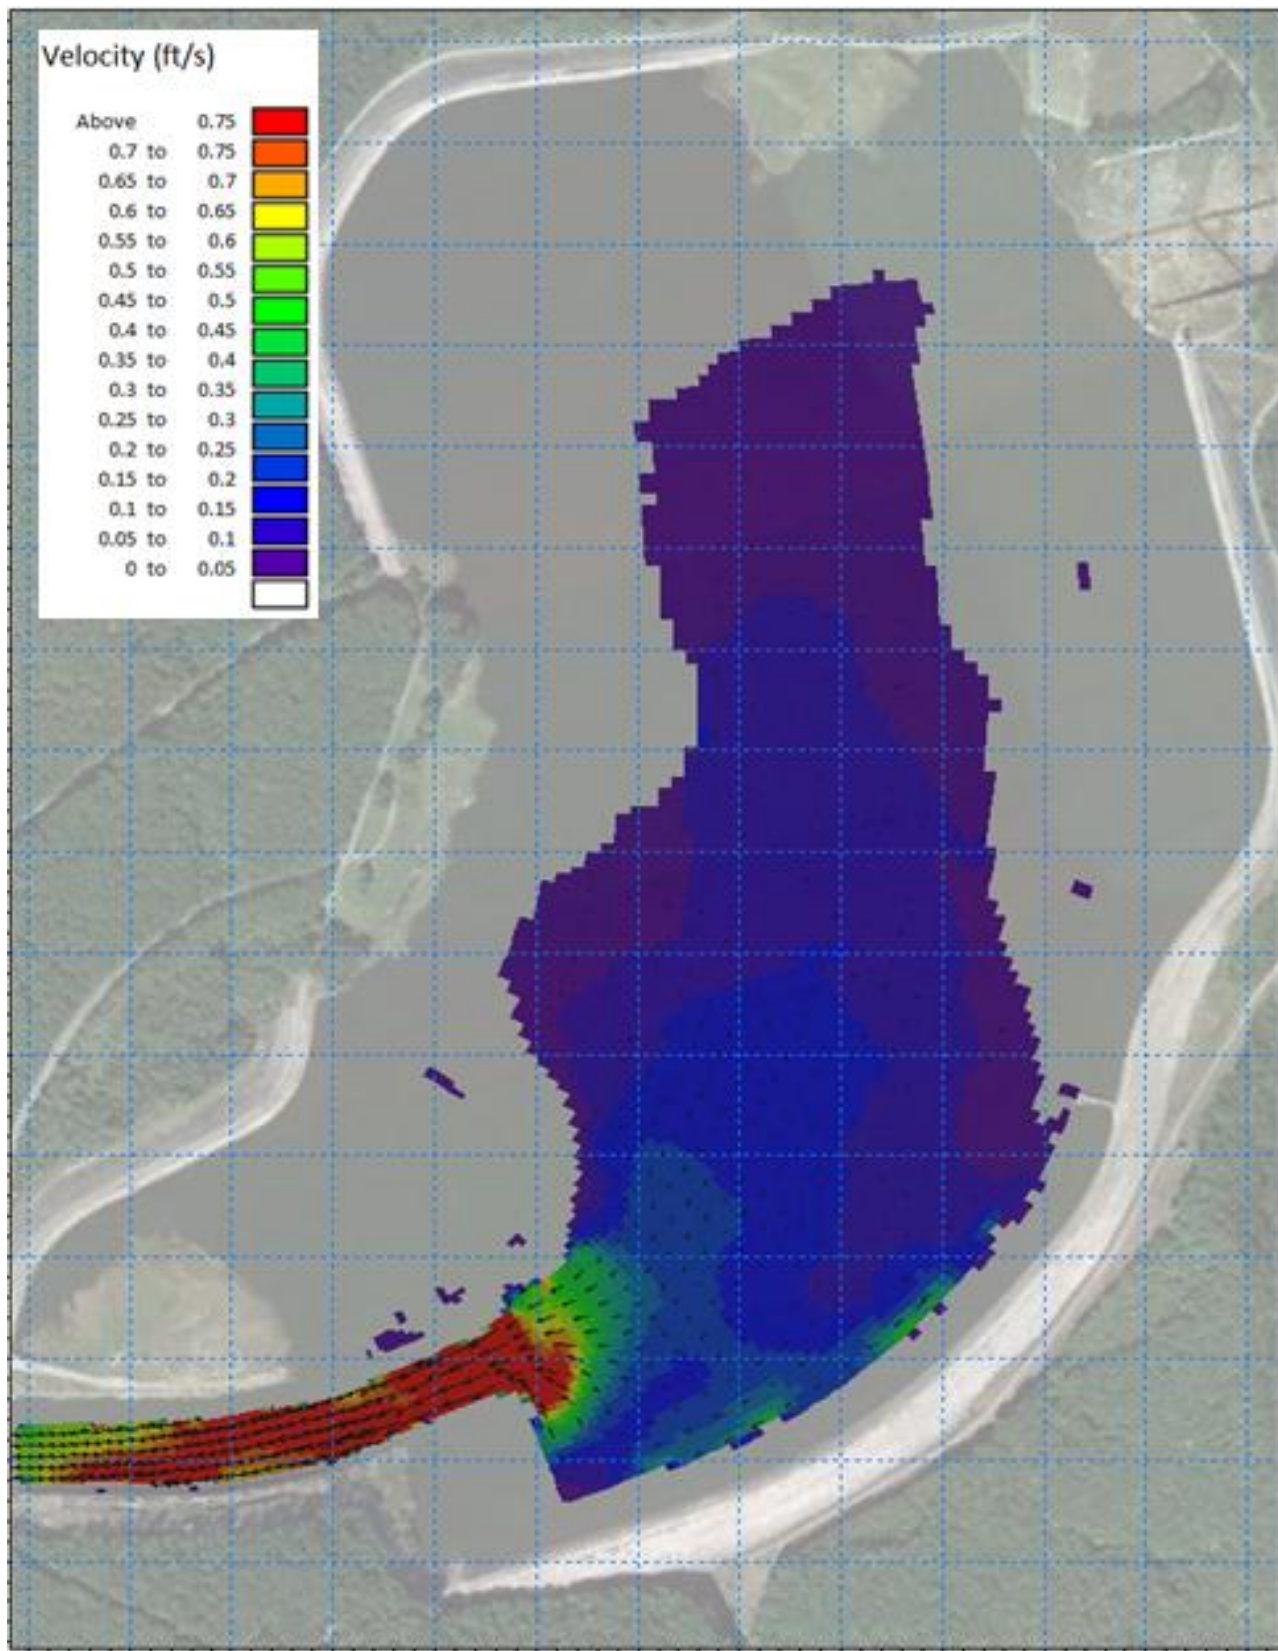 Velocity (ft/s)
Above 0.75
0.7 to 0.75
0.65 to 0.7
0.6 to 0.65
0.55 to 0.6
0.5 to 0.55
0.45 to 0.5
0.4 to 0.45
0.35 to 0.4
0.3 to 0.35
0.25 to 0.3
0.2 to 0.25
0.15 to 0.2
0.1 to 0.15
0.05 to 0.1
0 to 0.05